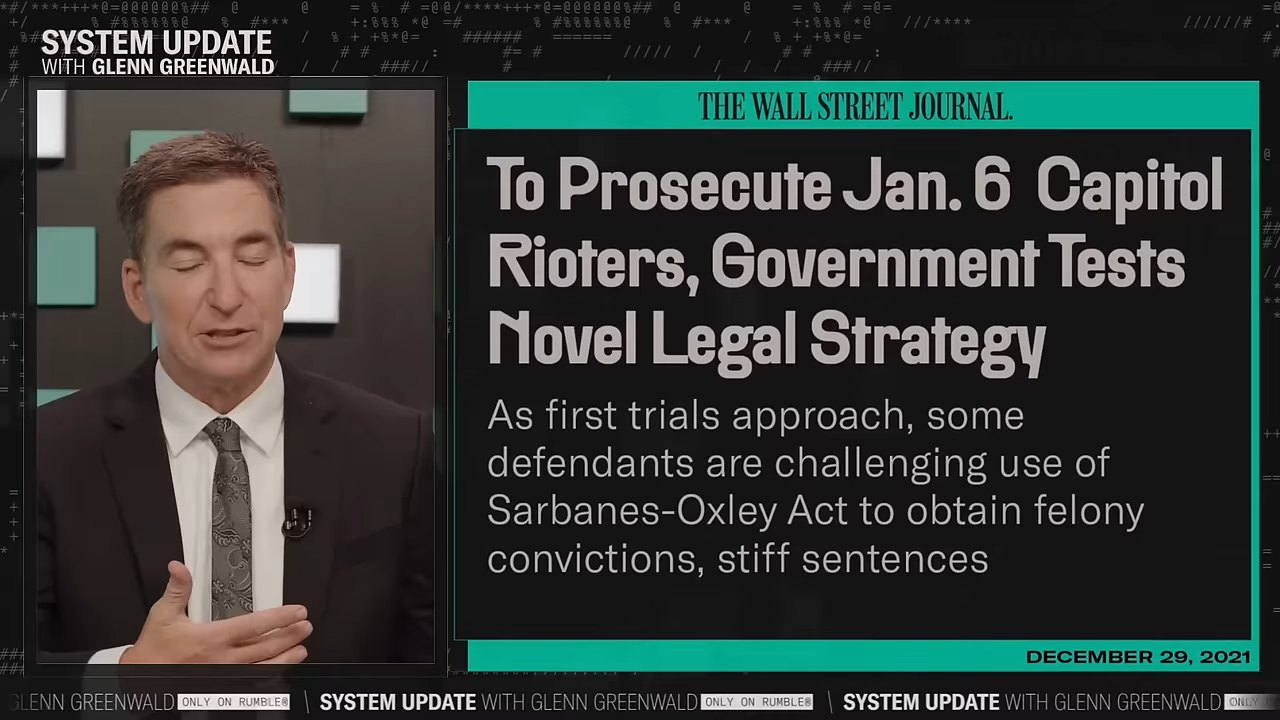 SYSTEM UPDATE
WITH GLENN GREENWALD
THE WALL STREET JOURNAL.
To Prosecute Jan. 6 Capitol
Rioters, Government Tests
Novel Legal Strategy
As first trials approach, some
defendants are challenging use of
Sarbanes-Oxley Act to obtain felony
convictions, stiff sentences
DECEMBER 29, 2021
GLENN GREENWALD ONLY ON RUMBLE® \ SYSTEM UPDATE WITH GLENN GREENWALD ONLY ON RUMBLE® \ SYSTEM UPDATE WITH GLENN GREENWALD ONLY